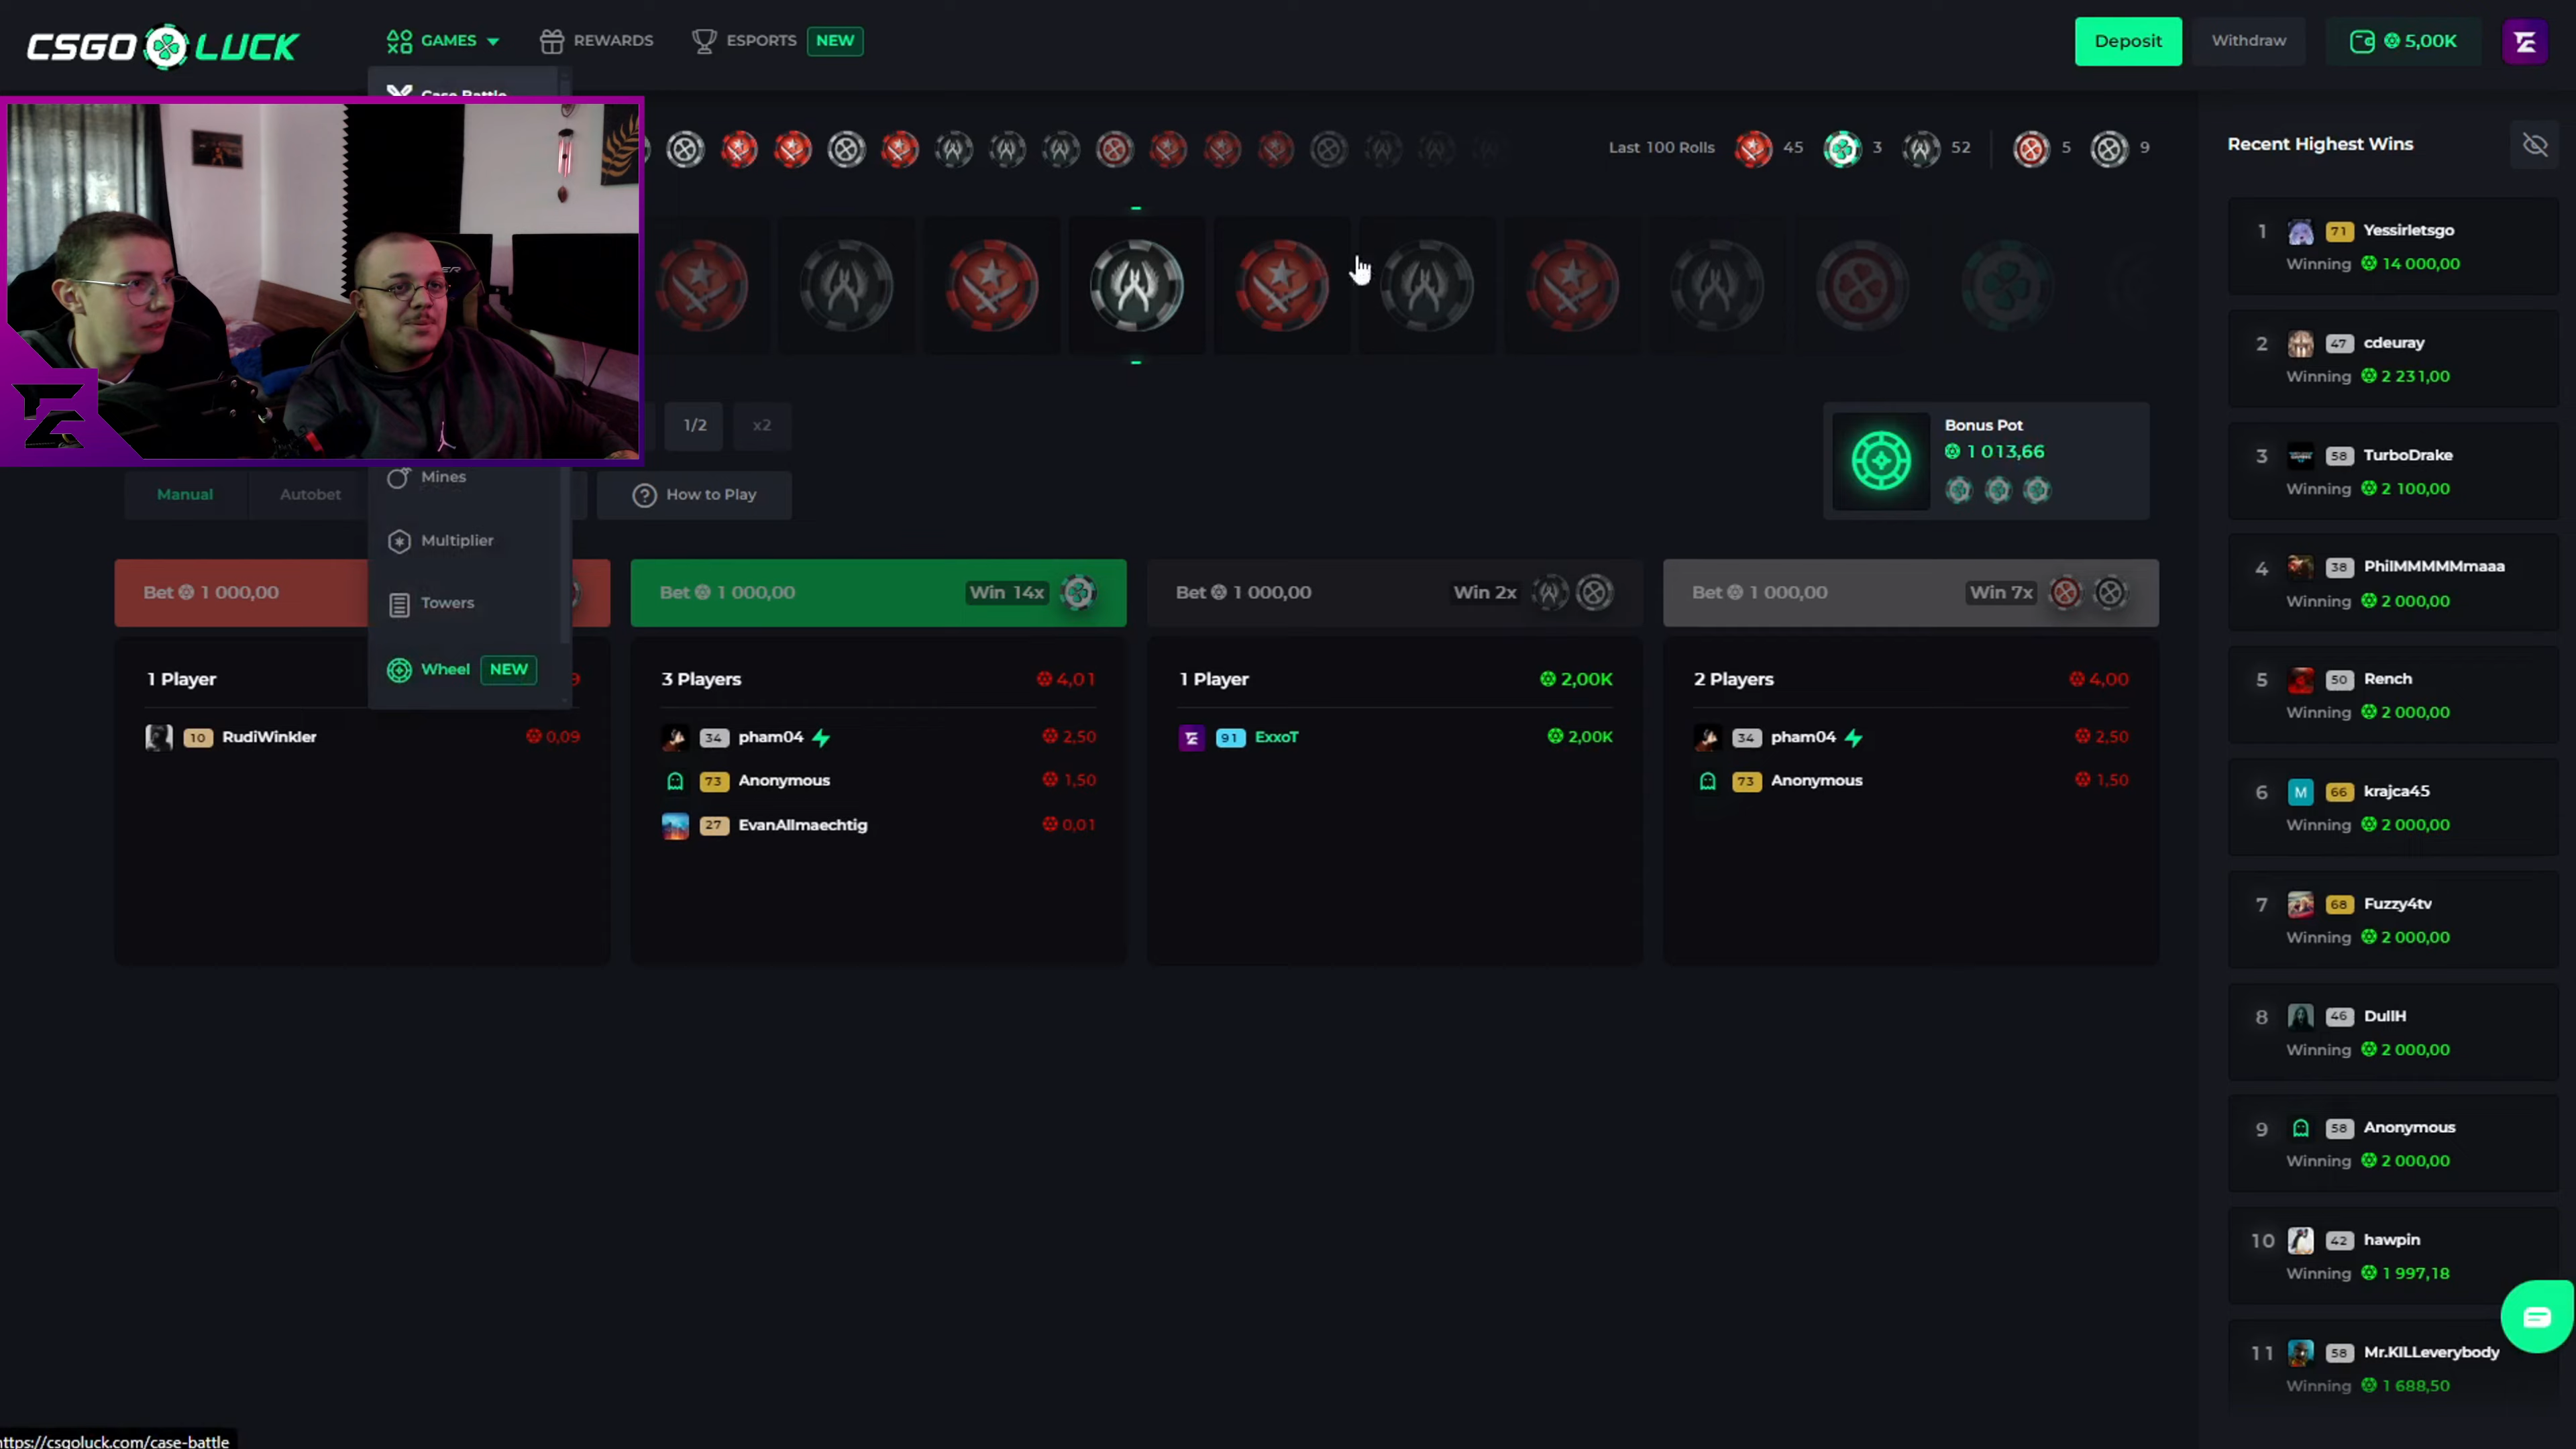 CSGO LUCK
GAMES
REWARDS
ESPORTS NEW
Deposit
Withdraw
5,00K
Case Battle
Last 100 Rolls 45 3 52 5 9
1/2 x2
Manual Autobet
How to Play
Bonus Pot
1 013,66
Mines
Multiplier
Towers
Wheel NEW
Bet 1 000,00
1 Player
10 RudiWinkler 0,09
Bet 1 000,00 Win 14x
3 Players 4,01
34 pham04 2,50
73 Anonymous 1,50
27 EvanAllmaechtig 0,01
Bet 1 000,00 Win 2x
1 Player 2,00K
91 ExxoT 2,00K
Bet 1 000,00 Win 7x
2 Players 4,00
34 pham04 2,50
73 Anonymous 1,50
Recent Highest Wins
1 71 Yessirletsgo
Winning 14 000,00
2 47 cdeuray
Winning 2 231,00
3 58 TurboDrake
Winning 2 100,00
4 38 PhilMMMMMmaaa
Winning 2 000,00
5 50 Rench
Winning 2 000,00
6 M 66 krajca45
Winning 2 000,00
7 68 Fuzzy4tv
Winning 2 000,00
8 46 DullH
Winning 2 000,00
9 58 Anonymous
Winning 2 000,00
10 42 hawpin
Winning 1 997,18
11 58 Mr.KILLeverybody
Winning 1 688,50
https://csgoluck.com/case-battle